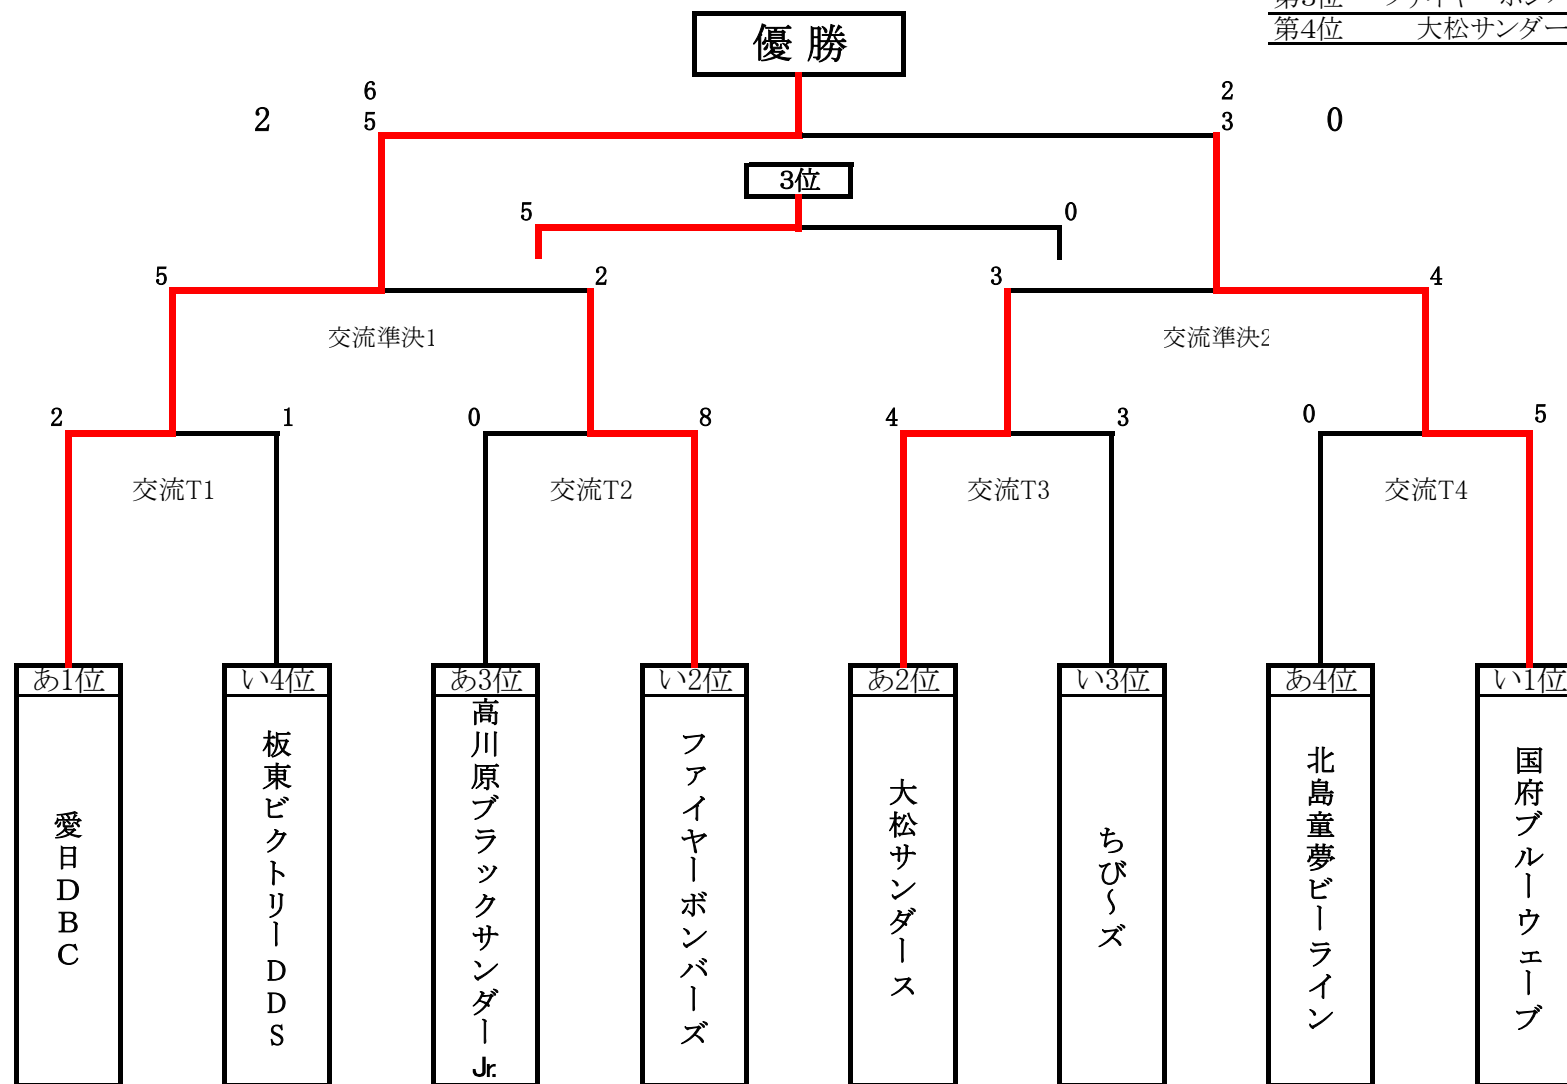 第4位 大松サンダー
優 勝
6
2
2
5
3
0
3位
5
0
5
2
3
4
交流準決1
交流準決2
2
1
0
8
4
3
0
5
交流T1
交流T2
交流T3
交流T4
あ1位
い4位
あ3位
い2位
あ2位
い3位
あ4位
い1位
愛日DBC
板東ビクトリーDDS
高川原ブラックサンダーJr.
ファイヤーボンバーズ
大松サンダース
ちび〜ズ
北島童夢ビーライン
国府ブルーウェーブ